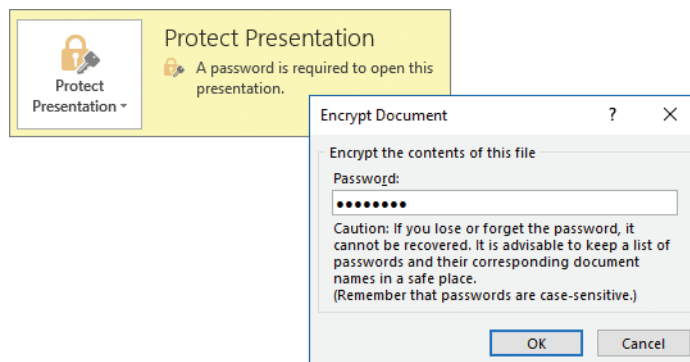 Protect Presentation
A password is required to open this
presentation.
Protect
Presentation
Encrypt Document
?
Encrypt the contents of this file
Password:
••••••••
Caution: If you lose or forget the password, it
cannot be recovered. It is advisable to keep a list of
passwords and their corresponding document
names in a safe place.
(Remember that passwords are case-sensitive.)
OK
Cancel